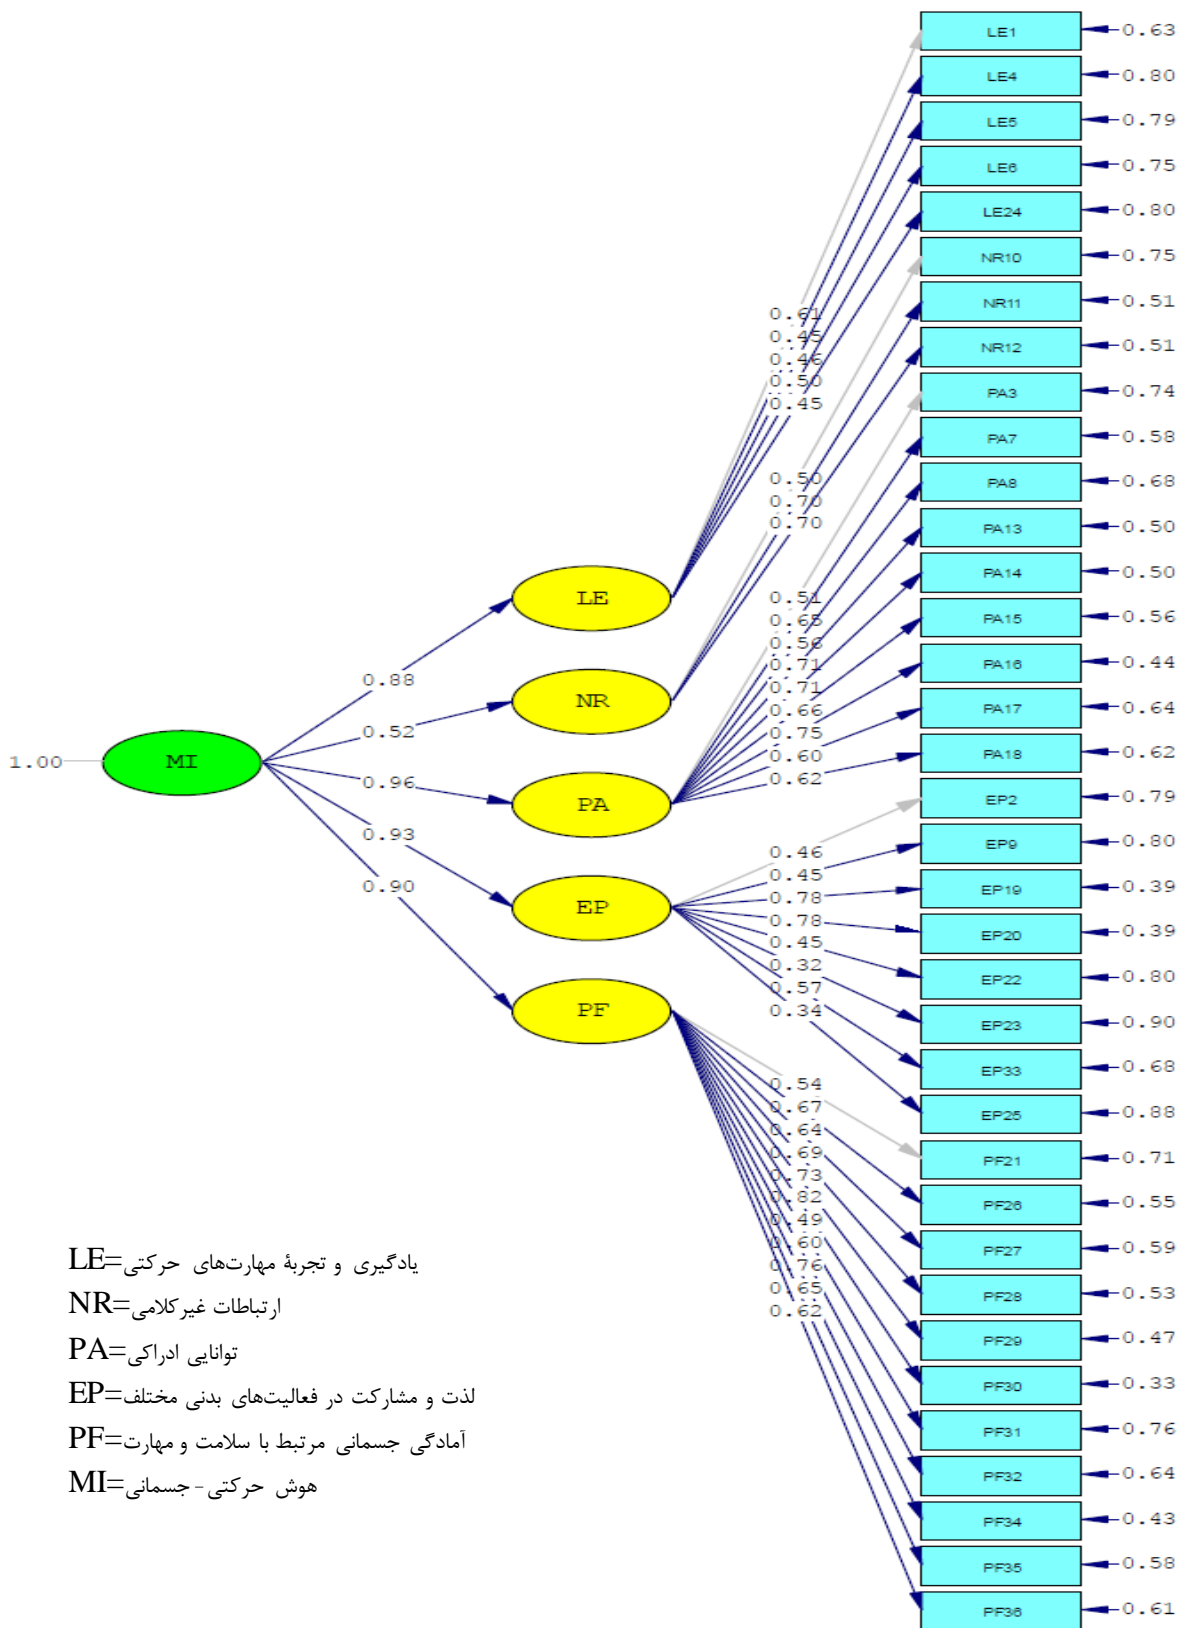 LE1 0.63
LE4 0.80
LE5 0.79
LE6 0.75
LE24 0.80
NR10 0.75
NR11 0.51
NR12 0.51
PA3 0.74
PA7 0.58
PA8 0.68
PA13 0.50
PA14 0.50
PA15 0.56
PA16 0.44
PA17 0.64
PA18 0.62
EP2 0.79
EP9 0.80
EP19 0.39
EP20 0.39
EP22 0.80
EP23 0.90
EP33 0.68
EP25 0.88
PF21 0.71
PF26 0.55
PF27 0.59
PF28 0.53
PF29 0.47
PF30 0.33
PF31 0.76
PF32 0.64
PF34 0.43
PF35 0.58
PF36 0.61
0.61
0.45
0.46
0.50
0.45
0.50
0.70
0.70
0.51
0.65
0.56
0.71
0.71
0.66
0.75
0.60
0.62
0.46
0.45
0.78
0.78
0.45
0.32
0.57
0.34
0.54
0.67
0.64
0.69
0.73
0.82
0.49
0.60
0.76
0.65
0.62
LE
NR
PA
EP
PF
0.88
0.52
0.96
0.93
0.90
1.00
MI
LE=یادگیری و تجربۀ مهارت‌های حرکتی
NR=ارتباطات غیرکلامی
PA=توانایی ادراکی
EP=لذت و مشارکت در فعالیت‌های بدنی مختلف
PF=آمادگی جسمانی مرتبط با سلامت و مهارت
MI=هوش حرکتی - جسمانی